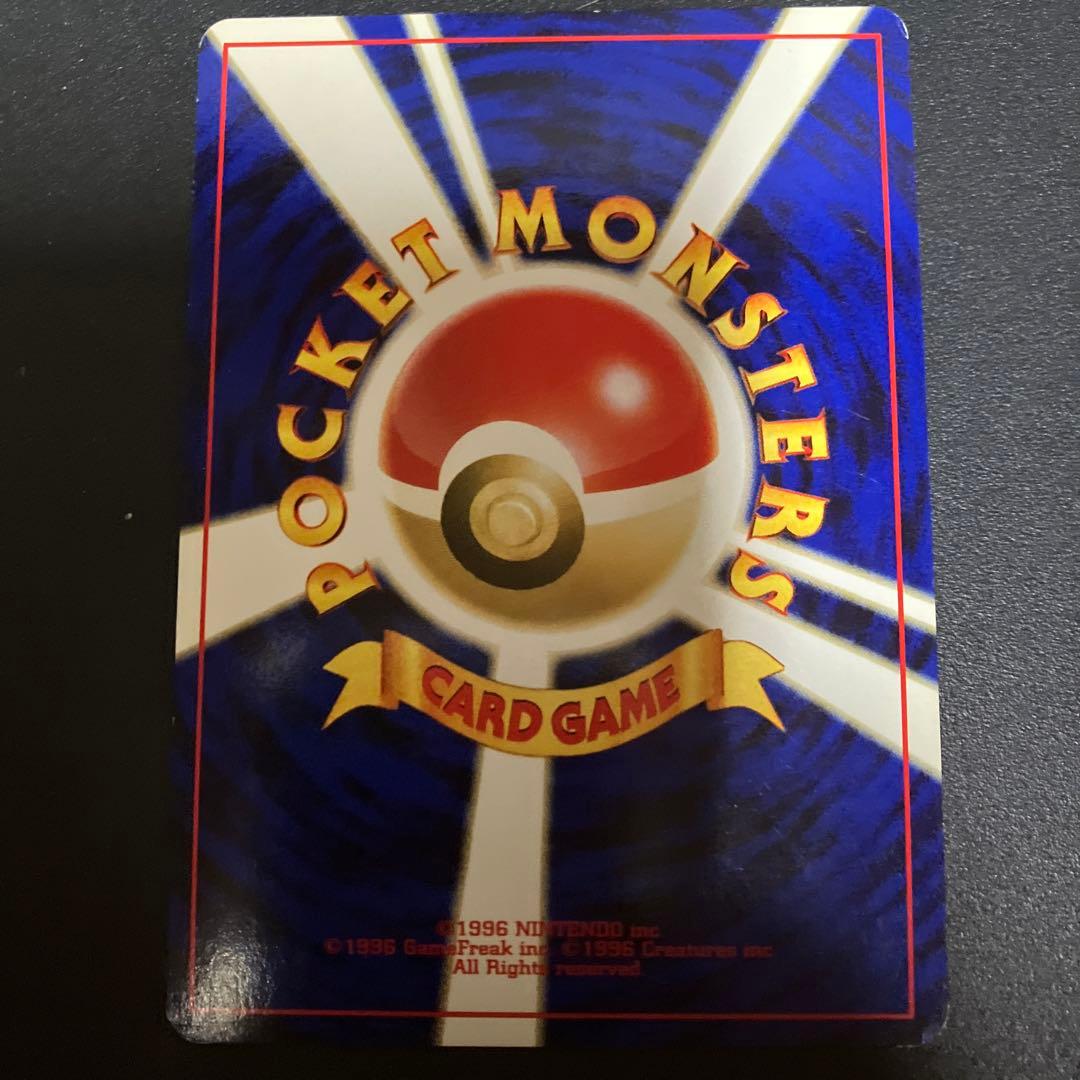 POCKET MONSTERS
CARD GAME
©1996 NINTENDO inc
©1996 GameFreak inc ©1996 Creatures inc
All Rights reserved